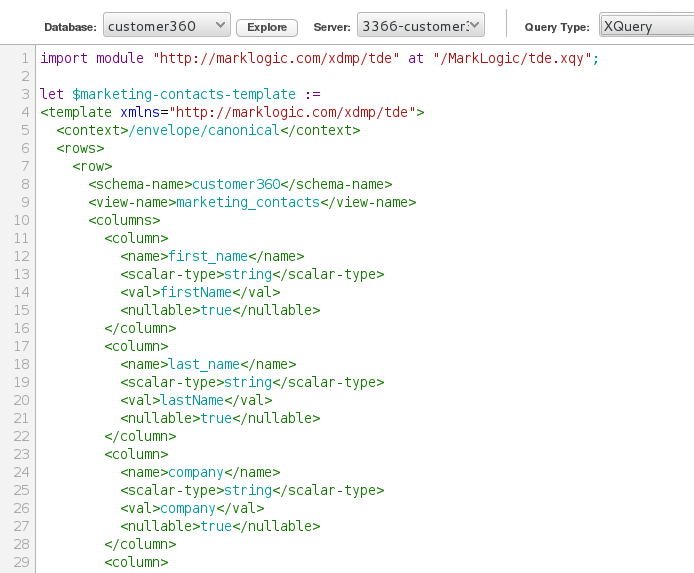 Database: customer360 Explore Server: 3366-customer3 Query Type: XQuery
1 import module "http://marklogic.com/xdmp/tde" at "/MarkLogic/tde.xqy";
2
3 let $marketing-contacts-template :=
4 <template xmlns="http://marklogic.com/xdmp/tde">
5 <context>/envelope/canonical</context>
6 <rows>
7 <row>
8 <schema-name>customer360</schema-name>
9 <view-name>marketing_contacts</view-name>
10 <columns>
11 <column>
12 <name>first_name</name>
13 <scalar-type>string</scalar-type>
14 <val>firstName</val>
15 <nullable>true</nullable>
16 </column>
17 <column>
18 <name>last_name</name>
19 <scalar-type>string</scalar-type>
20 <val>lastName</val>
21 <nullable>true</nullable>
22 </column>
23 <column>
24 <name>company</name>
25 <scalar-type>string</scalar-type>
26 <val>company</val>
27 <nullable>true</nullable>
28 </column>
29 <column>